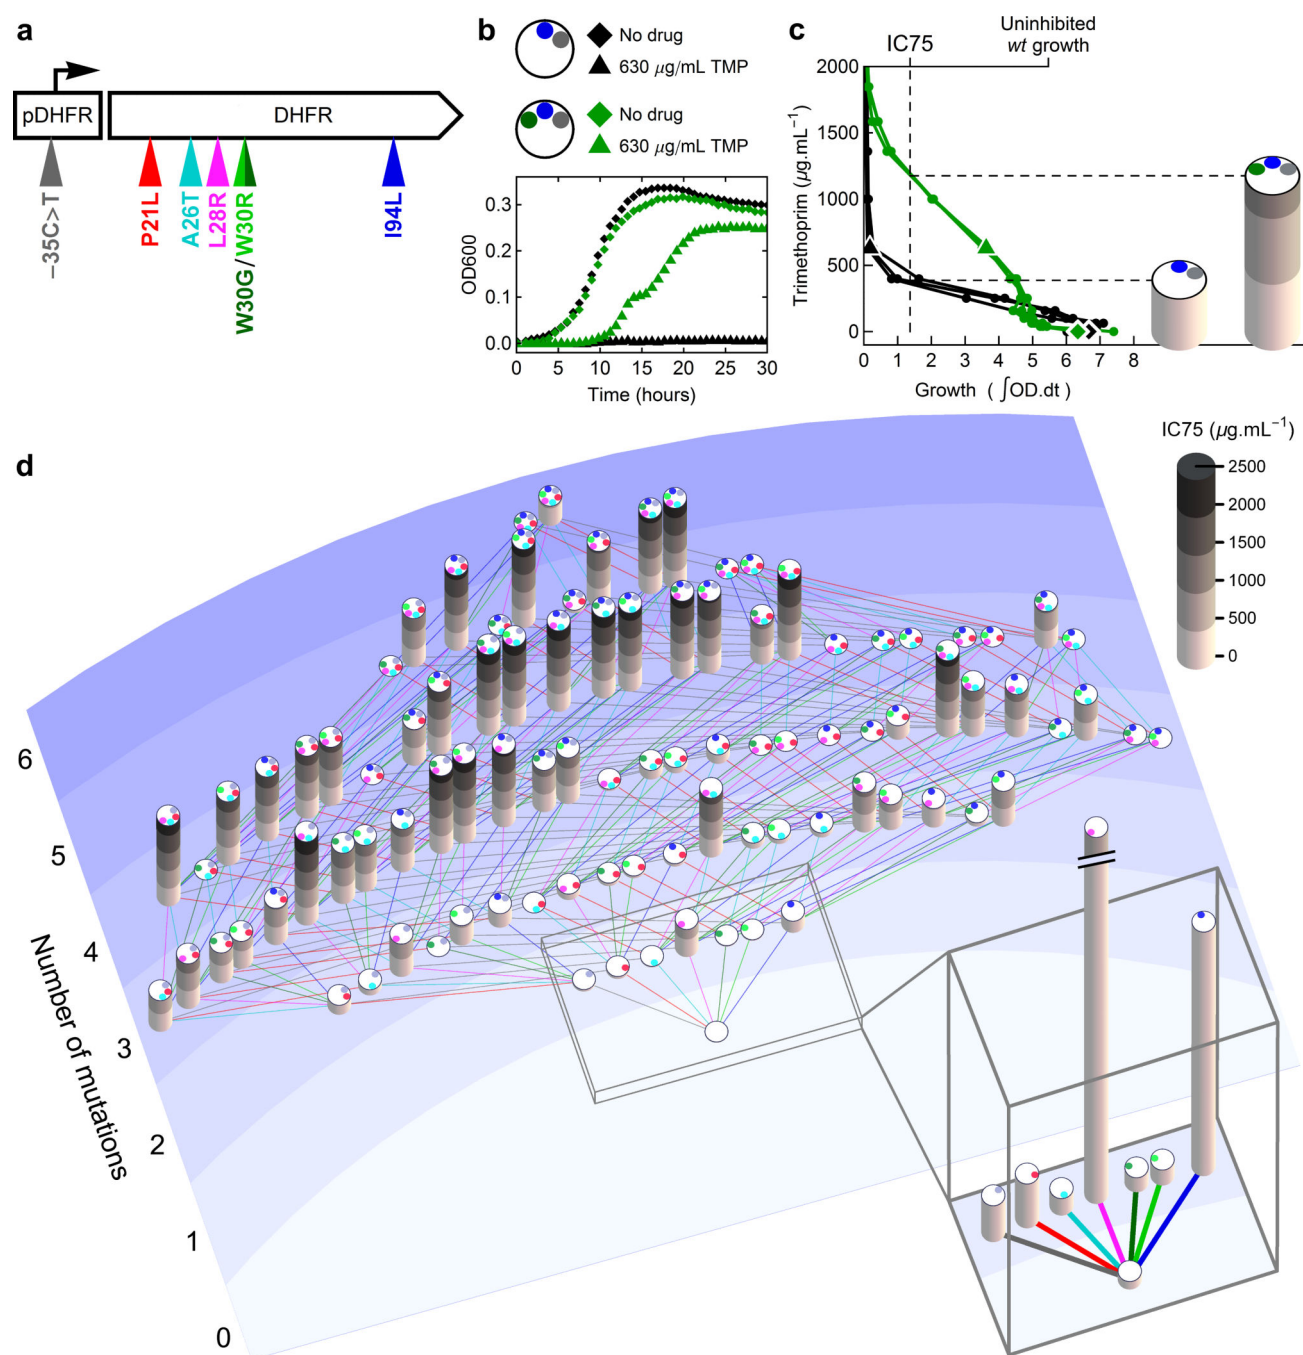 a
pDHFR
DHFR
−35C>T
P21L
A26T
L28R
W30G/W30R
I94L
b
No drug
630 µg/mL TMP
No drug
630 µg/mL TMP
OD600
0.3
0.2
0.1
0.0
0 5 10 15 20 25 30
Time (hours)
c
IC75
Uninhibited
wt growth
Trimethoprim (µg.mL⁻¹)
2000
1500
1000
500
0
0 1 2 3 4 5 6 7 8
Growth ( ∫OD.dt )
d
IC75 (µg.mL⁻¹)
2500
2000
1500
1000
500
0
Number of mutations
6
5
4
3
2
1
0